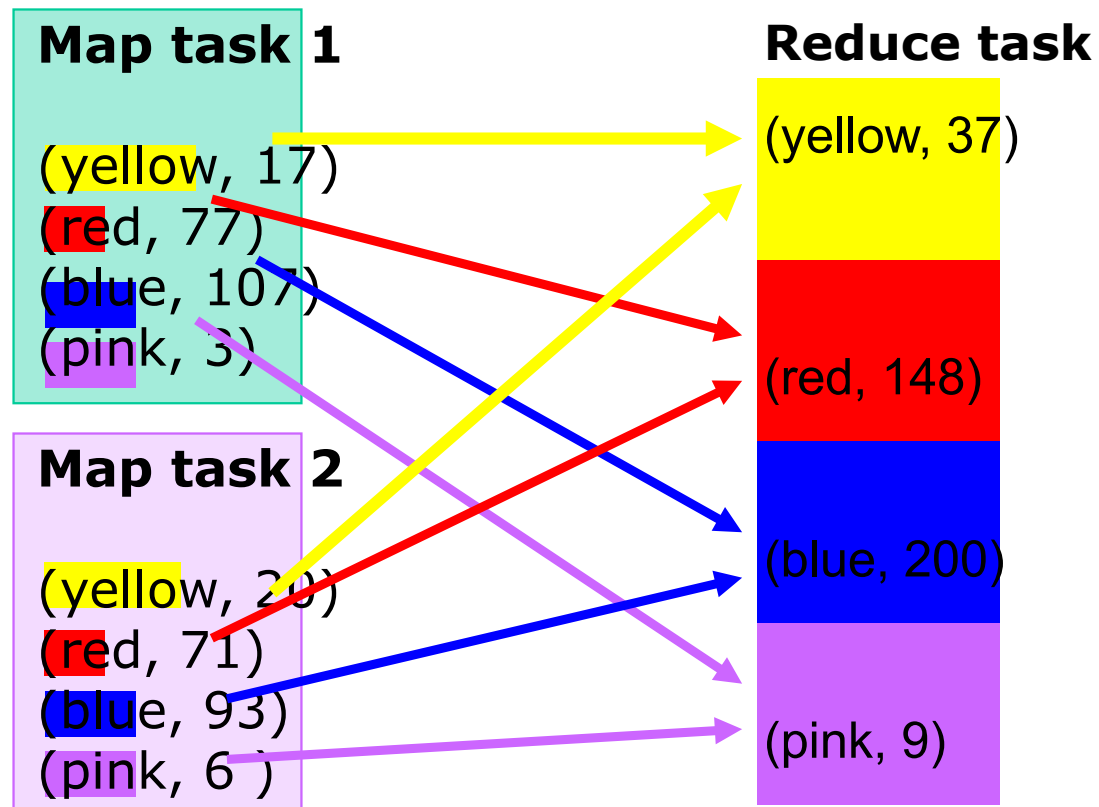 Map task 1
(yellow, 17)
(red, 77)
(blue, 107)
(pink, 3)
Map task 2
(yellow, 20)
(red, 71)
(blue, 93)
(pink, 6 )
Reduce task
(yellow, 37)
(red, 148)
(blue, 200)
(pink, 9)